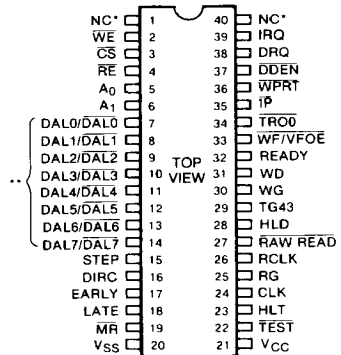 NC* 1 40 NC*
WE 2 39 IRQ
CS 3 38 DRQ
RE 4 37 DDEN
A0 5 36 WPRT
A1 6 35 IP
DAL0/DAL0 7 34 TR00
DAL1/DAL1 8 33 WF/VFOE
DAL2/DAL2 9 32 READY
DAL3/DAL3 10 TOP 31 WD
** DAL4/DAL4 11 VIEW 30 WG
DAL5/DAL5 12 29 TG43
DAL6/DAL6 13 28 HLD
DAL7/DAL7 14 27 RAW READ
STEP 15 26 RCLK
DIRC 16 25 RG
EARLY 17 24 CLK
LATE 18 23 HLT
MR 19 22 TEST
VSS 20 21 VCC